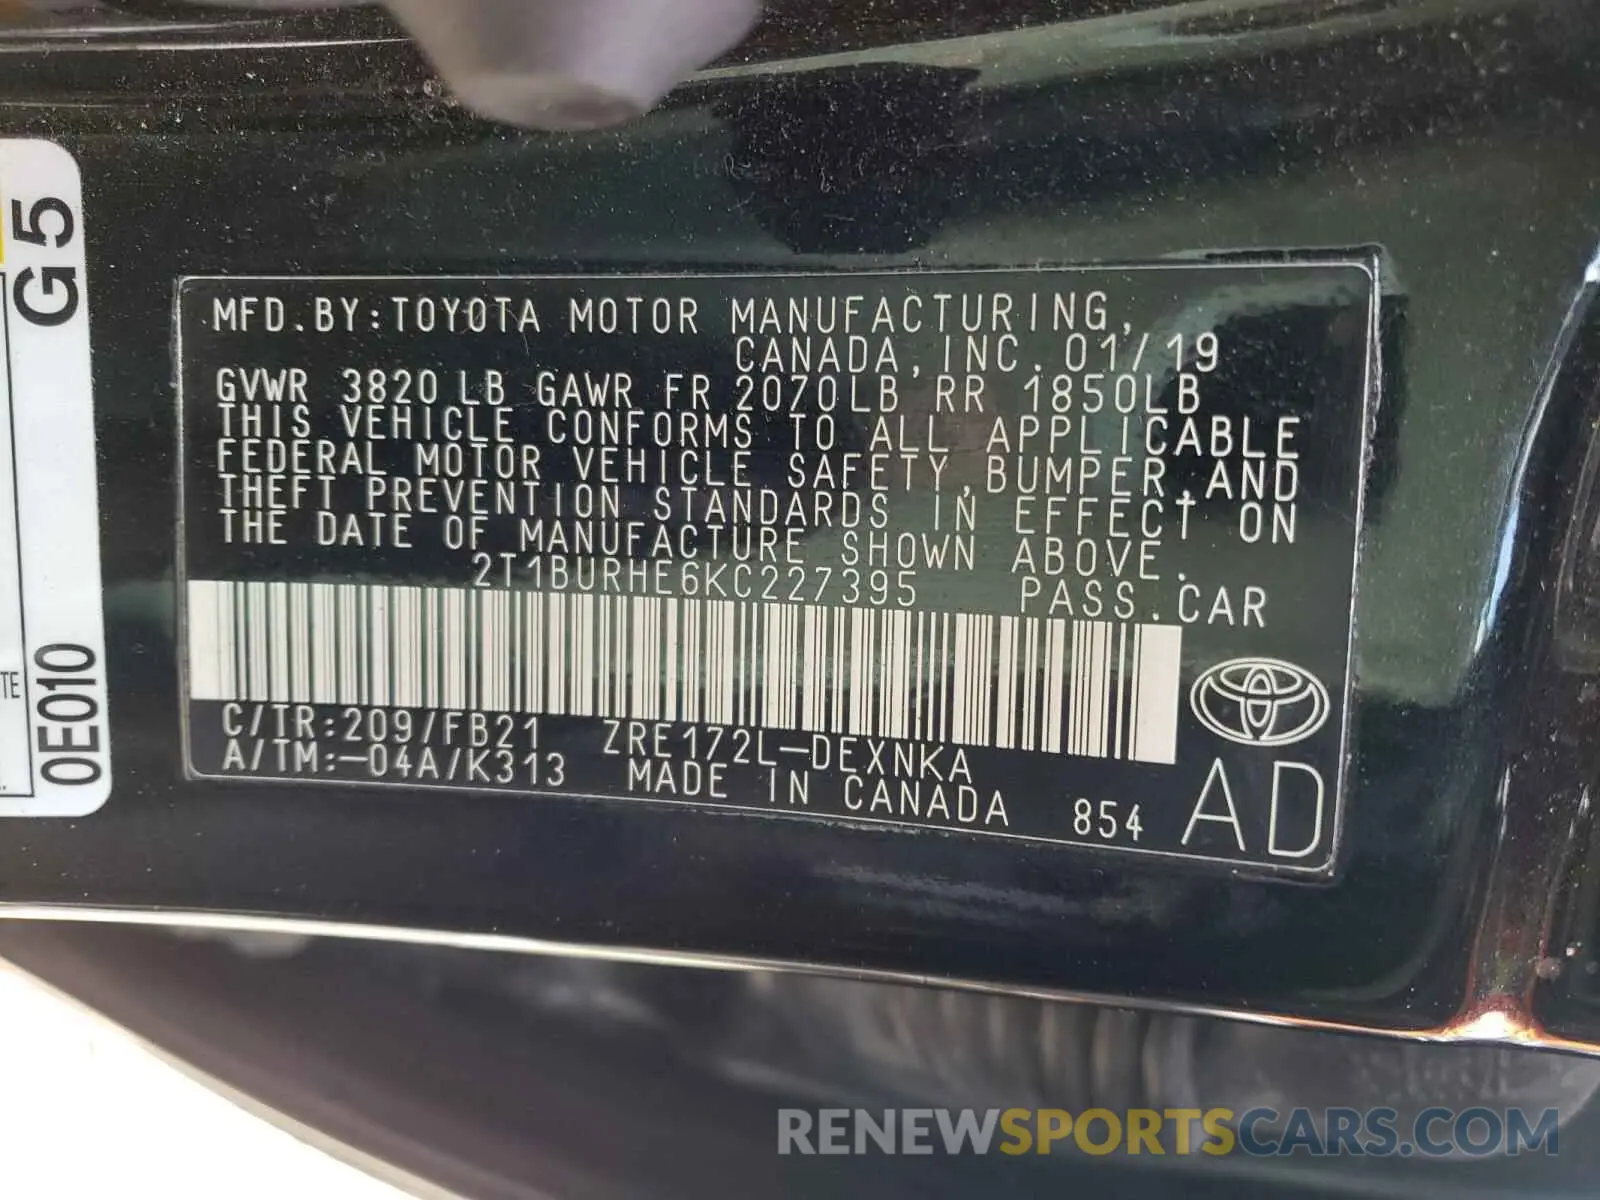 G5
0E010
TE
MFD.BY:TOYOTA MOTOR MANUFACTURING,
CANADA,INC. 01/19
GVWR 3820 LB GAWR FR 2070LB RR 1850LB
THIS VEHICLE CONFORMS TO ALL APPLICABLE
FEDERAL MOTOR VEHICLE SAFETY,BUMPER,AND
THEFT PREVENTION STANDARDS IN EFFECT ON
THE DATE OF MANUFACTURE SHOWN ABOVE.
2T1BURHE6KC227395 PASS.CAR
C/TR:209/FB21 ZRE172L-DEXNKA
A/TM:-04A/K313 MADE IN CANADA 854 AD
RENEWSPORTSCARS.COM